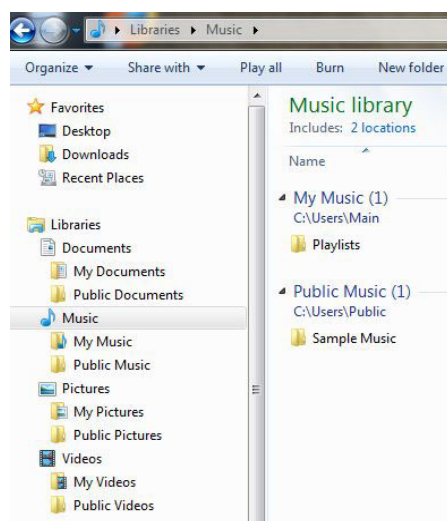 Libraries Music
Organize Share with Play all Burn New folder
Favorites
Desktop
Downloads
Recent Places
Libraries
Documents
My Documents
Public Documents
Music
My Music
Public Music
Pictures
My Pictures
Public Pictures
Videos
My Videos
Public Videos
Music library
Includes: 2 locations
Name
My Music (1)
C:\Users\Main
Playlists
Public Music (1)
C:\Users\Public
Sample Music